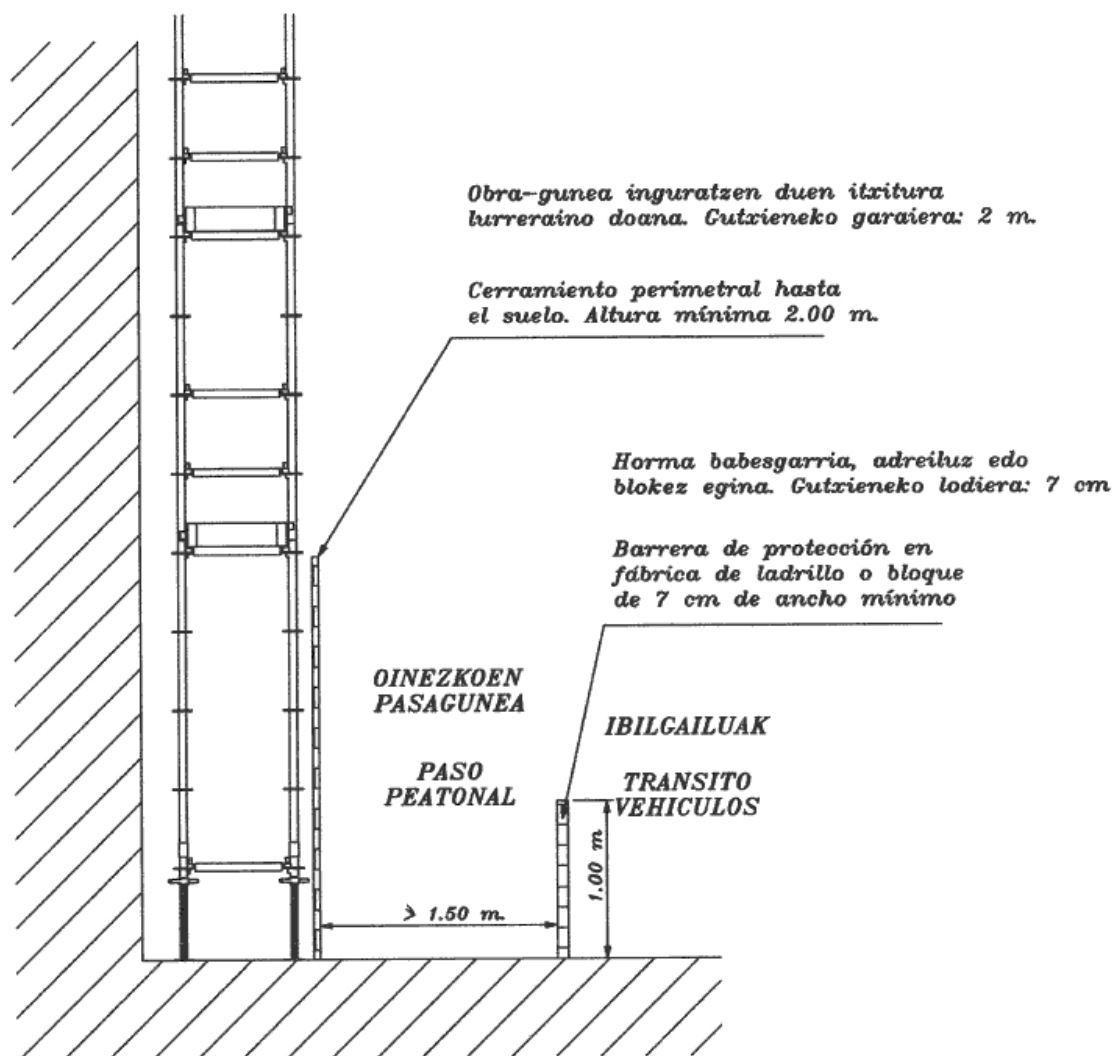 Obra-gunea inguratzen duen itxitura
lurreraino doana. Gutxieneko garaiera: 2 m.
Cerramiento perimetral hasta
el suelo. Altura mínima 2.00 m.
Horma babesgarria, adreiluz edo
blokez egina. Gutxieneko lodiera: 7 cm
Barrera de protección en
fábrica de ladrillo o bloque
de 7 cm de ancho mínimo
OINEZKOEN
PASAGUNEA
PASO
PEATONAL
IBILGAILUAK
TRANSITO
VEHICULOS
⩾ 1.50 m.
1.00 m